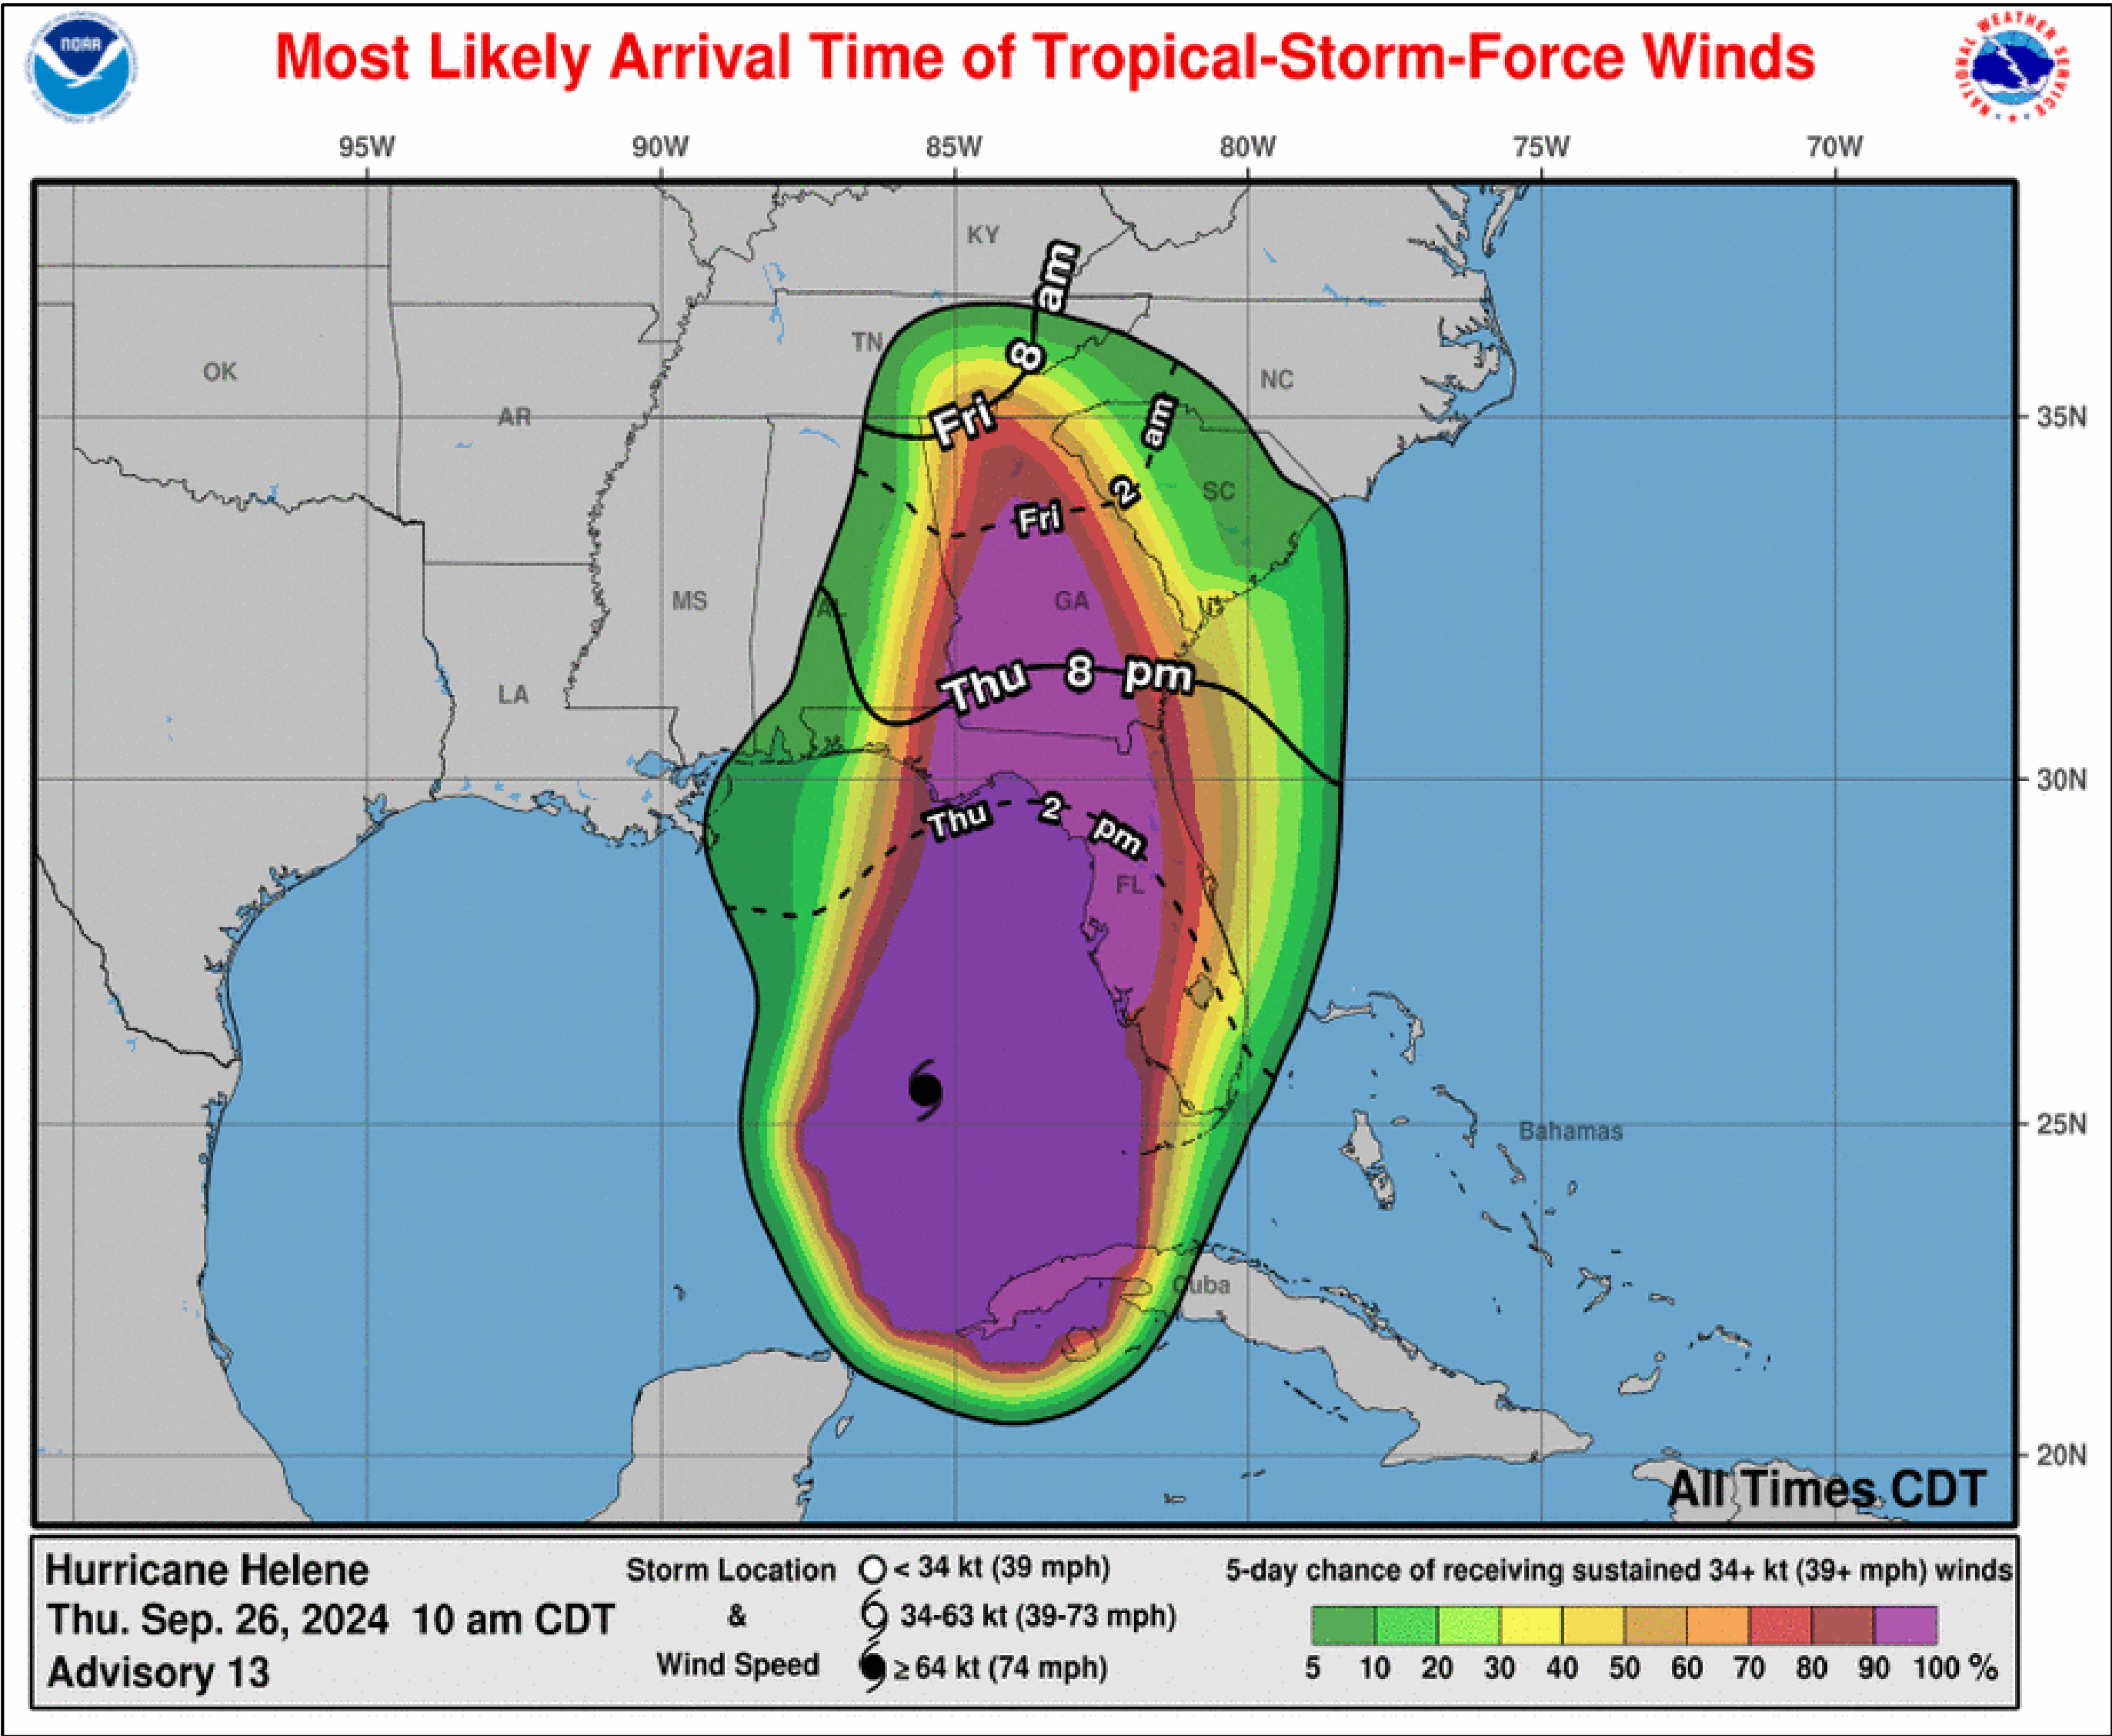 NOAA
Most Likely Arrival Time of Tropical-Storm-Force Winds
NATIONAL WEATHER SERVICE
95W 90W 85W 80W 75W 70W
KY
am
TN
8
OK
NC
AR
Fri
am
35N
2
SC
Fri
MS
AL
GA
Thu 8 pm
LA
30N
Thu 2 pm
FL
25N
Bahamas
Cuba
20N
All Times CDT
Hurricane Helene
Thu. Sep. 26, 2024 10 am CDT
Advisory 13
Storm Location
&
Wind Speed
< 34 kt (39 mph)
34-63 kt (39-73 mph)
≥ 64 kt (74 mph)
5-day chance of receiving sustained 34+ kt (39+ mph) winds
5 10 20 30 40 50 60 70 80 90 100 %